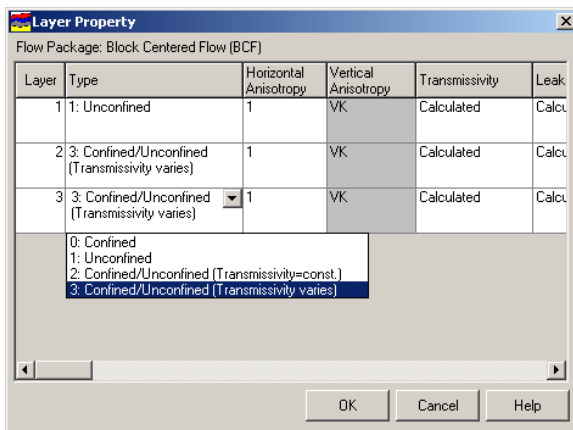 Layer Property
Flow Package: Block Centered Flow (BCF)
Layer Type Horizontal Anisotropy Vertical Anisotropy Transmissivity Leak
1 1: Unconfined 1 VK Calculated Calcu
2 3: Confined/Unconfined 1 VK Calculated Calcu
(Transmissivity varies)
3 3: Confined/Unconfined 1 VK Calculated Calcu
(Transmissivity varies)
0: Confined
1: Unconfined
2: Confined/Unconfined (Transmissivity=const.)
3: Confined/Unconfined (Transmissivity varies)
OK Cancel Help